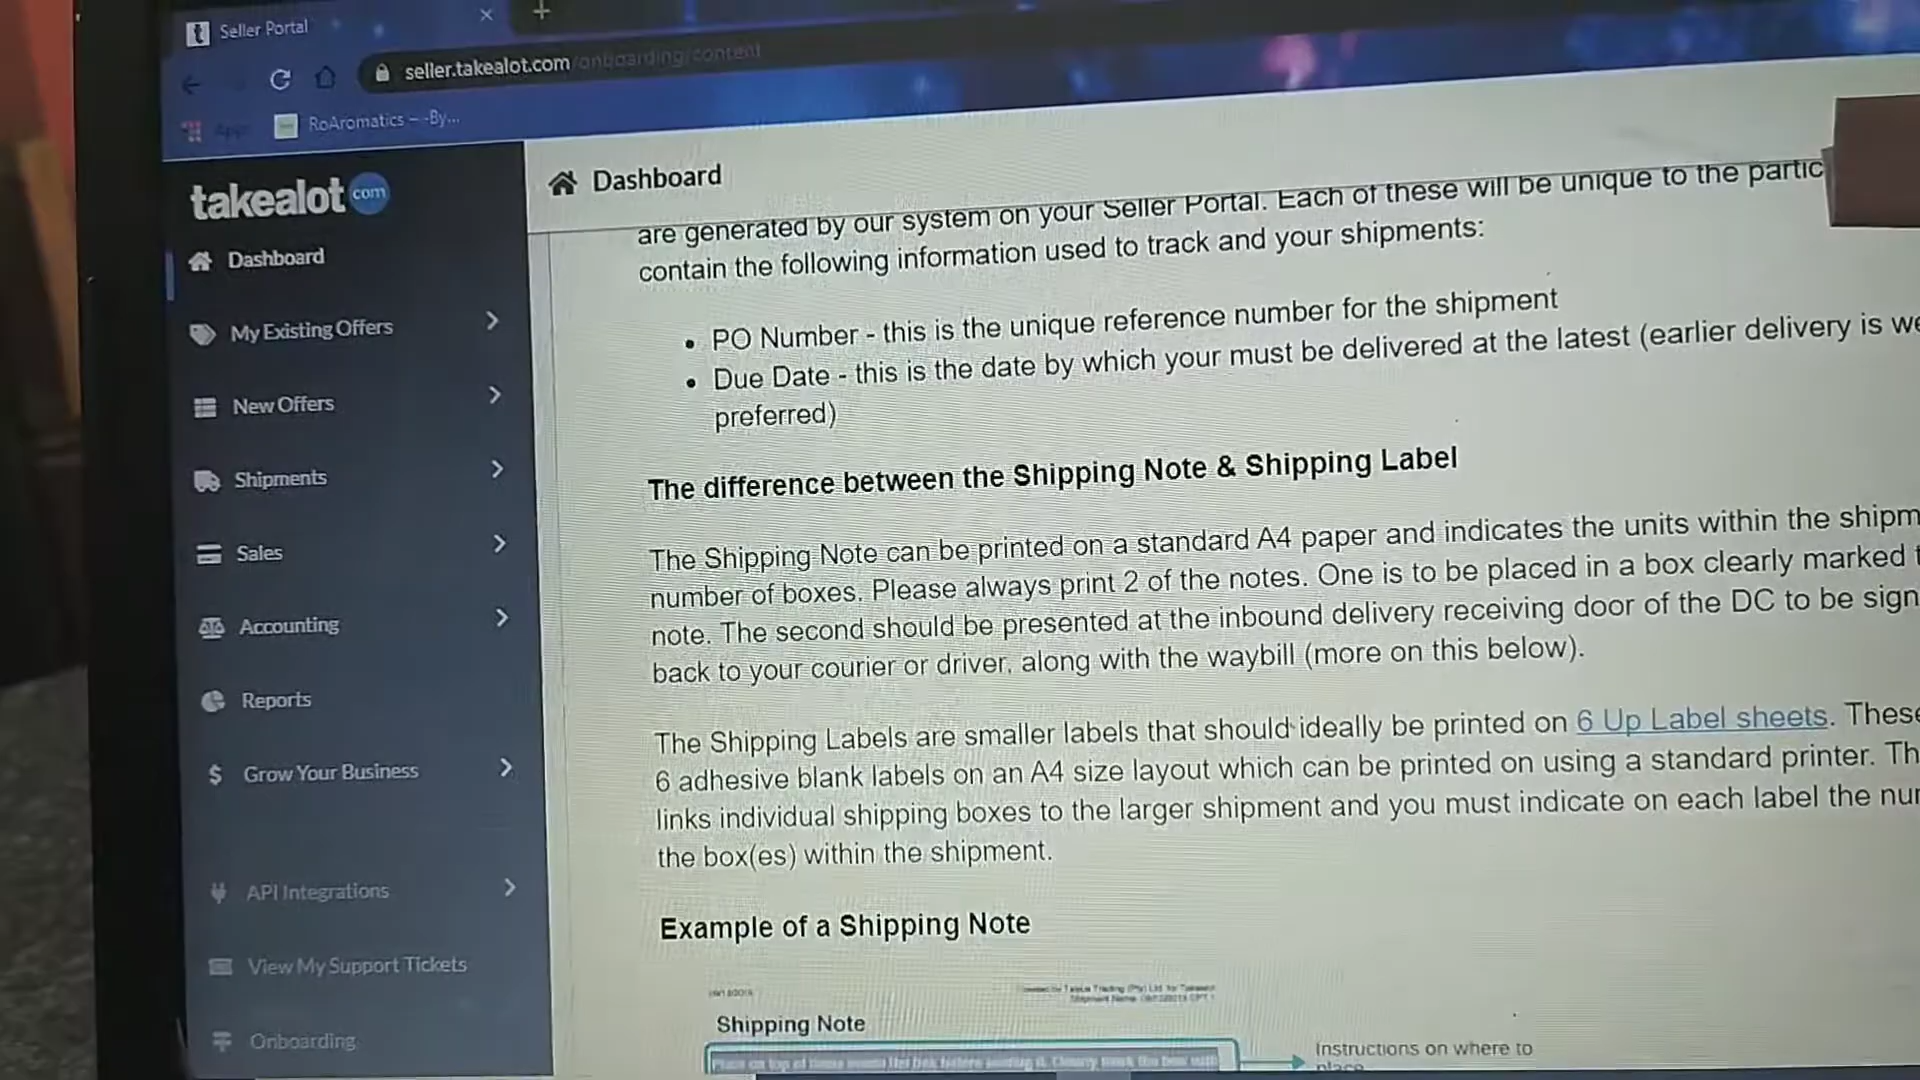 Seller Portal
seller.takealot.com/onboarding/content
Apps
RoAromatics – -By...
takealot com
Dashboard
My Existing Offers
New Offers
Shipments
Sales
Accounting
Reports
Grow Your Business
API Integrations
View My Support Tickets
Onboarding
Dashboard
are generated by our system on your Seller Portal. Each of these will be unique to the partic
contain the following information used to track and your shipments:
• PO Number - this is the unique reference number for the shipment
• Due Date - this is the date by which your must be delivered at the latest (earlier delivery is we
preferred)
The difference between the Shipping Note & Shipping Label
The Shipping Note can be printed on a standard A4 paper and indicates the units within the shipm
number of boxes. Please always print 2 of the notes. One is to be placed in a box clearly marked t
note. The second should be presented at the inbound delivery receiving door of the DC to be sign
back to your courier or driver, along with the waybill (more on this below).
The Shipping Labels are smaller labels that should ideally be printed on 6 Up Label sheets. These
6 adhesive blank labels on an A4 size layout which can be printed on using a standard printer. Th
links individual shipping boxes to the larger shipment and you must indicate on each label the nu
the box(es) within the shipment.
Example of a Shipping Note
Shipping Note
Instructions on where to
place